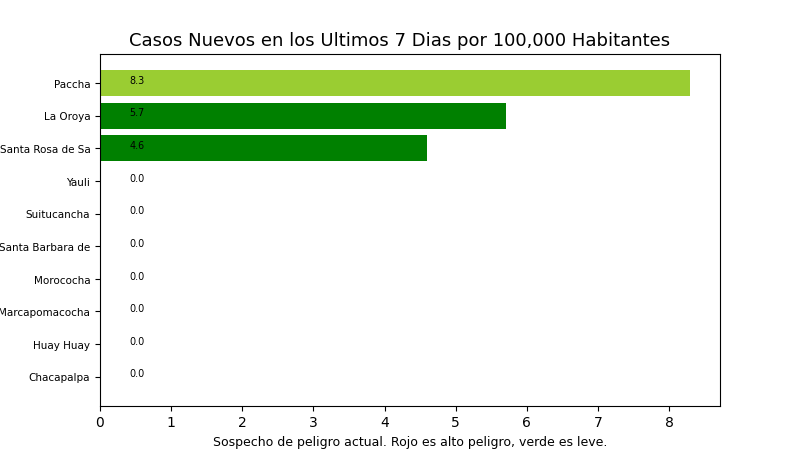 Casos Nuevos en los Ultimos 7 Dias por 100,000 Habitantes
Paccha 8.3
La Oroya 5.7
Santa Rosa de Sa 4.6
Yauli 0.0
Suitucancha 0.0
Santa Barbara de 0.0
Morococha 0.0
Marcapomacocha 0.0
Huay Huay 0.0
Chacapalpa 0.0
0 1 2 3 4 5 6 7 8
Sospecho de peligro actual. Rojo es alto peligro, verde es leve.